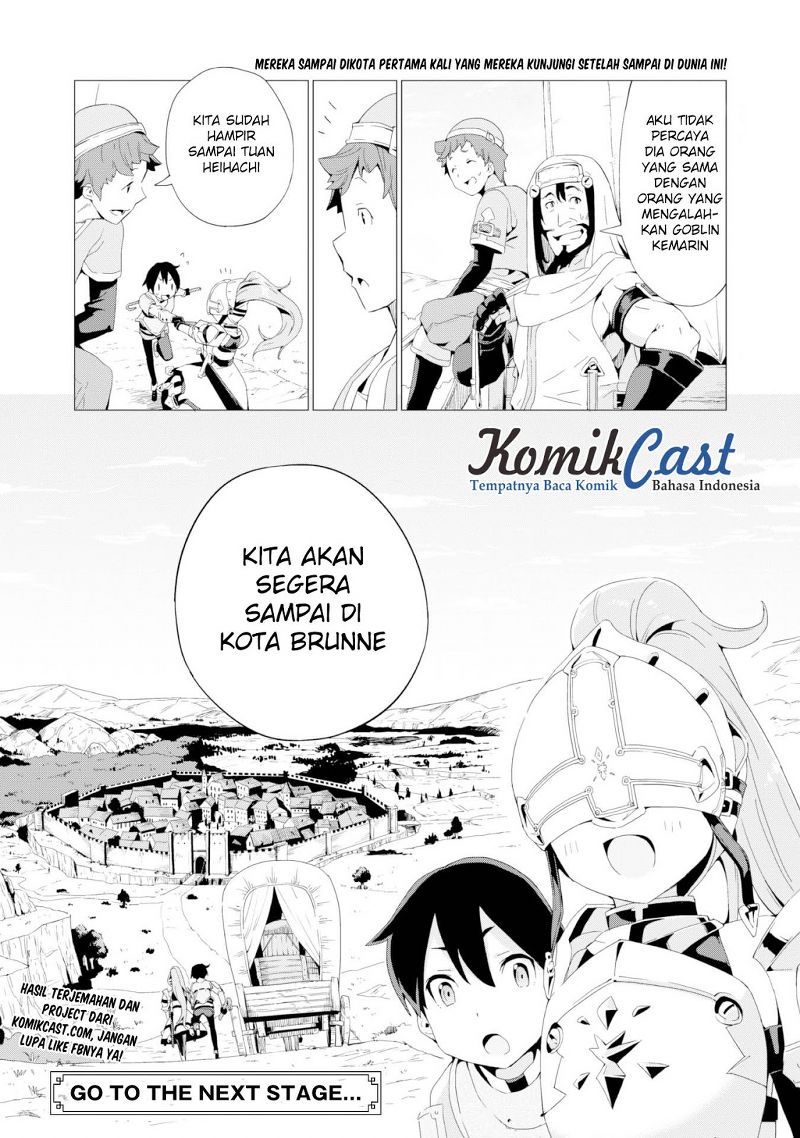 MEREKA SAMPAI DIKOTA PERTAMA KALI YANG MEREKA KUNJUNGI SETELAH SAMPAI DI DUNIA INI!
AKU TIDAK
PERCAYA
DIA ORANG
YANG SAMA
DENGAN
ORANG YANG
MENGALAH-
KAN GOBLIN
KEMARIN
KITA SUDAH
HAMPIR
SAMPAI TUAN
HEIHACHI
KomikCast
Tempatnya Baca Komik Bahasa Indonesia
KITA AKAN
SEGERA
SAMPAI DI
KOTA BRUNNE
HASIL TERJEMAHAN DAN
PROJECT DARI
KOMIKCAST.COM, JANGAN
LUPA LIKE FBNYA YA!
GO TO THE NEXT STAGE...